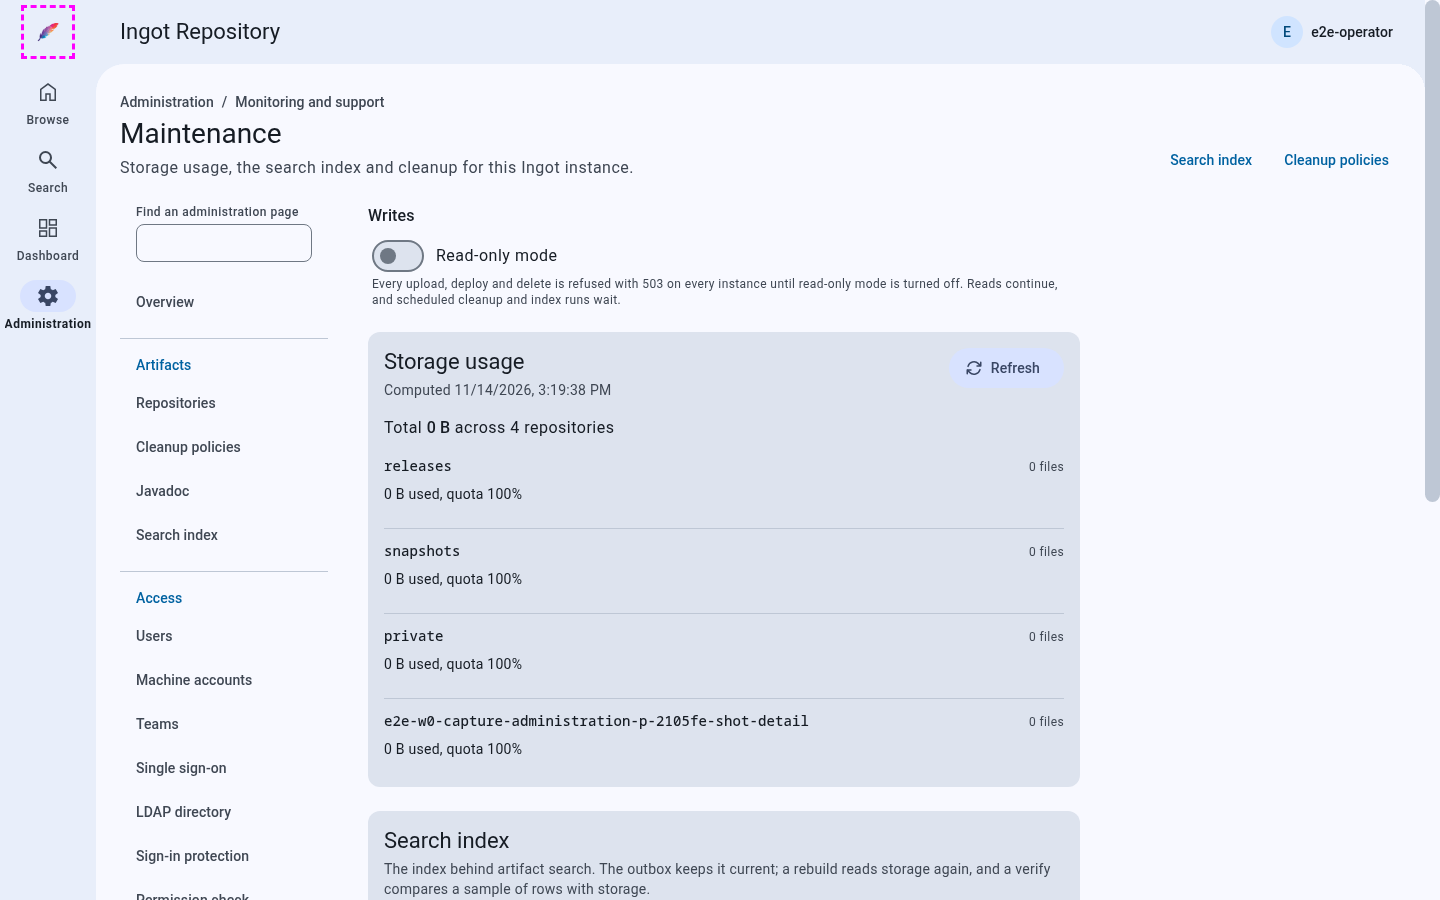 Ingot Repository
E
e2e-operator
Browse
Search
Dashboard
Administration
Administration / Monitoring and support
Maintenance
Storage usage, the search index and cleanup for this Ingot instance.
Search index
Cleanup policies
Find an administration page
Overview
Artifacts
Repositories
Cleanup policies
Javadoc
Search index
Access
Users
Machine accounts
Teams
Single sign-on
LDAP directory
Sign-in protection
Permission check
Writes
Read-only mode
Every upload, deploy and delete is refused with 503 on every instance until read-only mode is turned off. Reads continue,
and scheduled cleanup and index runs wait.
Storage usage
Refresh
Computed 11/14/2026, 3:19:38 PM
Total 0 B across 4 repositories
releases
0 files
0 B used, quota 100%
snapshots
0 files
0 B used, quota 100%
private
0 files
0 B used, quota 100%
e2e-w0-capture-administration-p-2105fe-shot-detail
0 files
0 B used, quota 100%
Search index
The index behind artifact search. The outbox keeps it current; a rebuild reads storage again, and a verify
compares a sample of rows with storage.